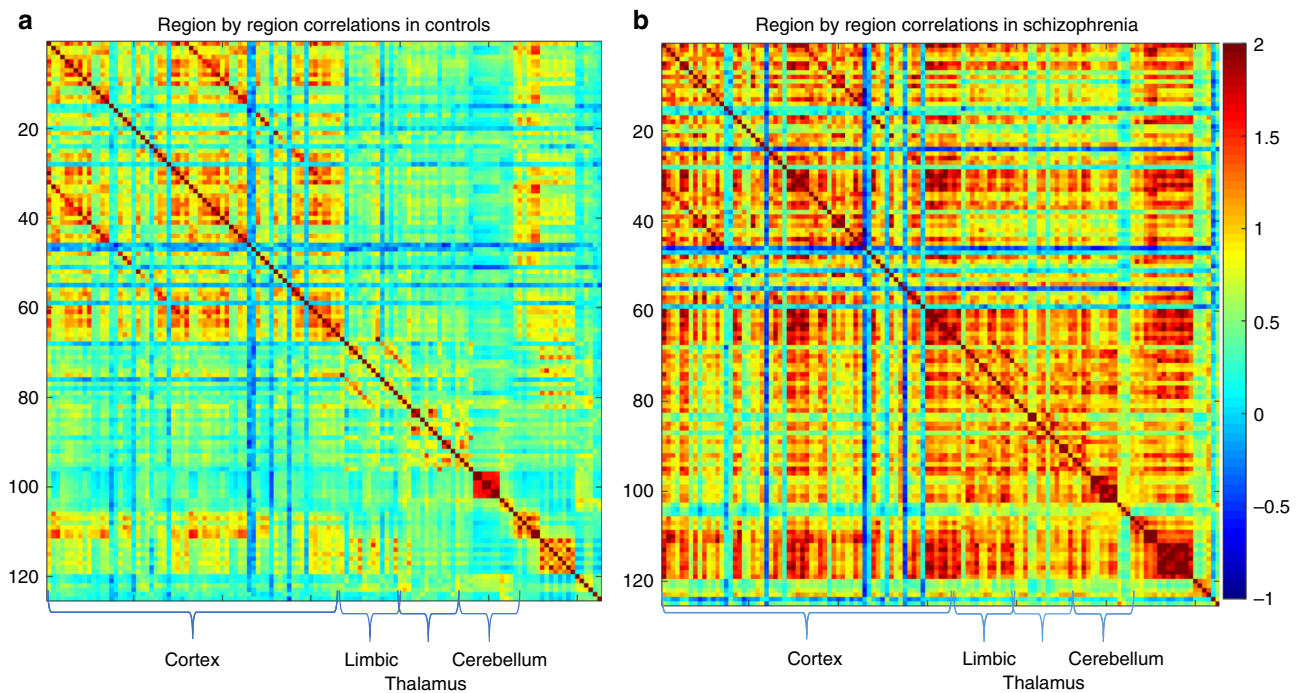 a
Region by region correlations in controls
20
40
60
80
100
120
Cortex
Limbic
Cerebellum
Thalamus
b
Region by region correlations in schizophrenia
20
40
60
80
100
120
Cortex
Limbic
Cerebellum
Thalamus
2
1.5
1
0.5
0
−0.5
−1